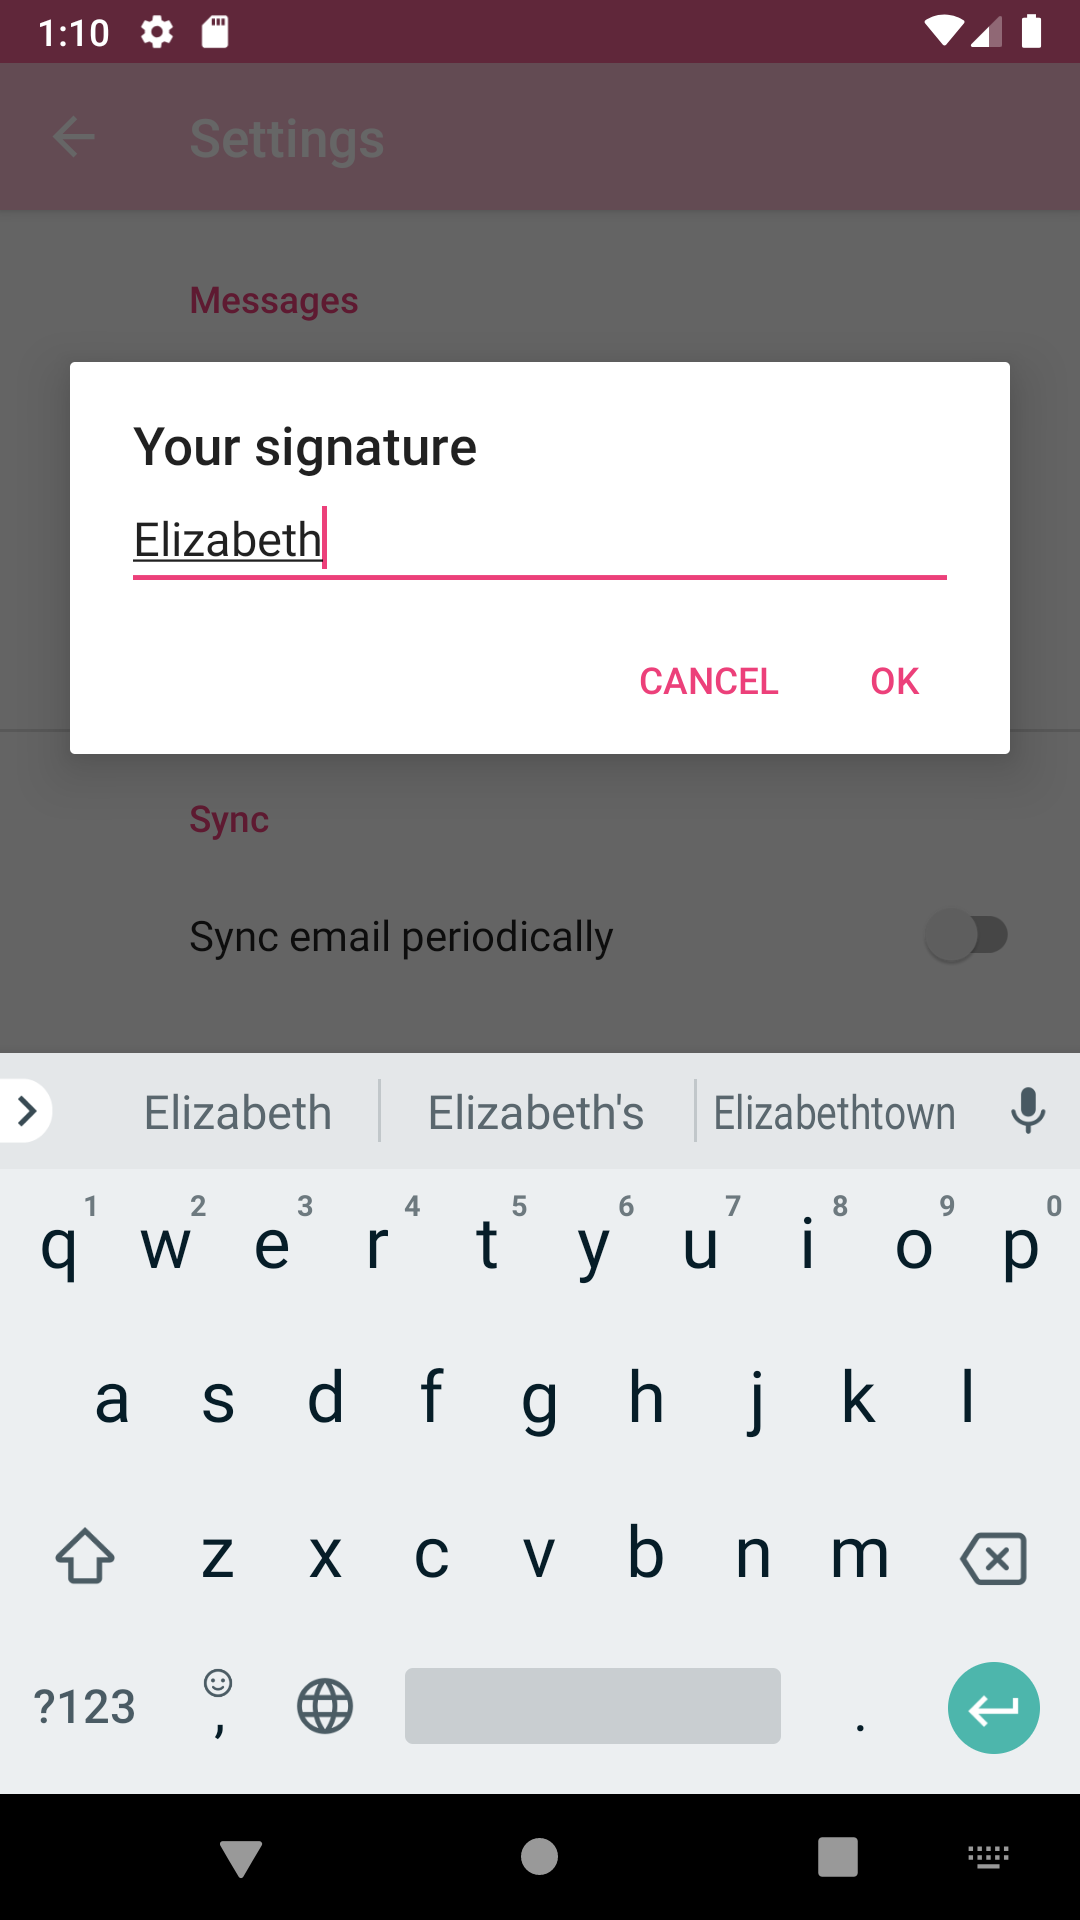 1:10
Settings
Messages
Your signature
Elizabeth
CANCEL OK
Sync
Sync email periodically
Elizabeth Elizabeth's Elizabethtown
1 2 3 4 5 6 7 8 9 0
q w e r t y u i o p
a s d f g h j k l
z x c v b n m
?123 , .